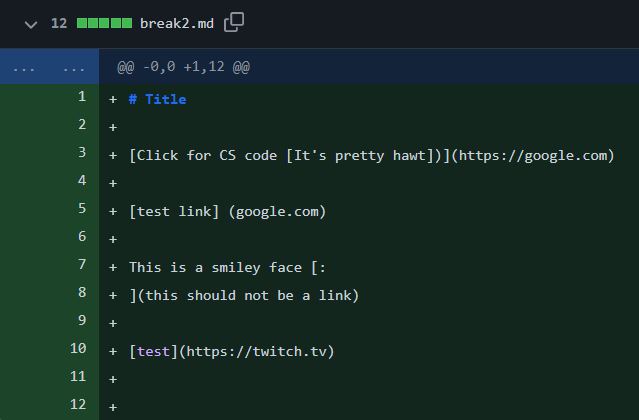 12 break2.md
... ... @@ -0,0 +1,12 @@
1 + # Title
2 +
3 + [Click for CS code [It's pretty hawt])](https://google.com)
4 +
5 + [test link] (google.com)
6 +
7 + This is a smiley face [:
8 + ](this should not be a link)
9 +
10 + [test](https://twitch.tv)
11 +
12 +